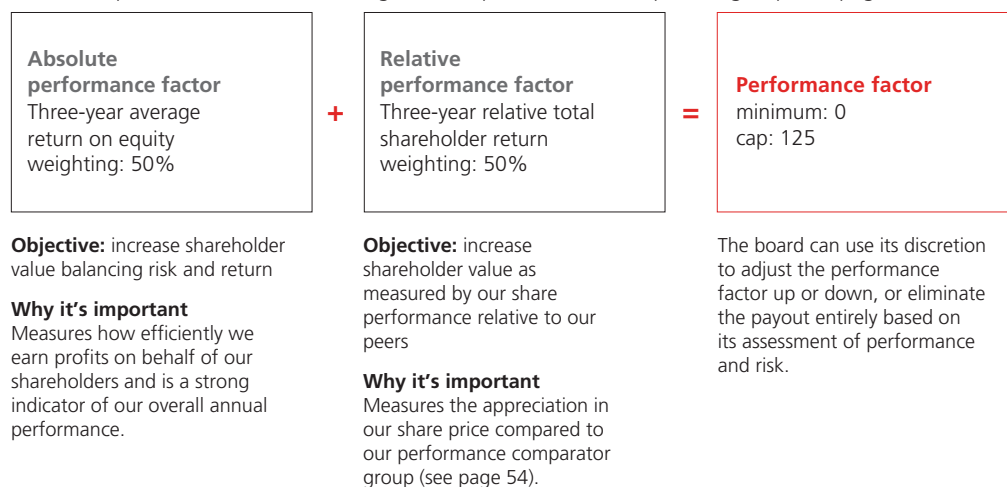 Absolute
performance factor
Three-year average
return on equity
weighting: 50%
+
Relative
performance factor
Three-year relative total
shareholder return
weighting: 50%
=
Performance factor
minimum: 0
cap: 125
Objective: increase shareholder
value balancing risk and return
Why it's important
Measures how efficiently we
earn profits on behalf of our
shareholders and is a strong
indicator of our overall annual
performance.
Objective: increase
shareholder value as
measured by our share
performance relative to our
peers
Why it's important
Measures the appreciation in
our share price compared to
our performance comparator
group (see page 54).
The board can use its discretion
to adjust the performance
factor up or down, or eliminate
the payout entirely based on
its assessment of performance
and risk.